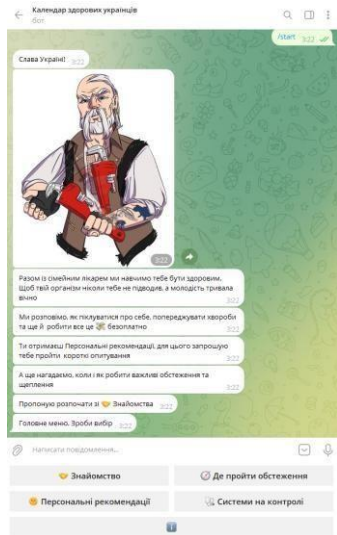 Календар здорових українців
бот
/start 3:22
Слава Україні! 3:22
3:22
Разом із сімейним лікарем ми навчимо тебе бути здоровим.
Щоб твій організм ніколи тебе не підводив, а молодість тривала
вічно 3:22
Ми розповімо, як піклуватися про себе, попереджувати хвороби
та ще й робити все це 💸 безоплатно 3:22
Ти отримаєш Персональні рекомендації, для цього запрошую
тебе пройти коротке опитування 3:22
А ще нагадаємо, коли і як робити важливі обстеження та
щеплення 3:22
Пропоную розпочати зі 🤝 Знайомства 3:22
Головне меню. Зроби вибір 3:22
Написати повідомлення...
🤝 Знайомство
🧭 Де пройти обстеження
Персональні рекомендації
🩺 Системи на контролі
ℹ️